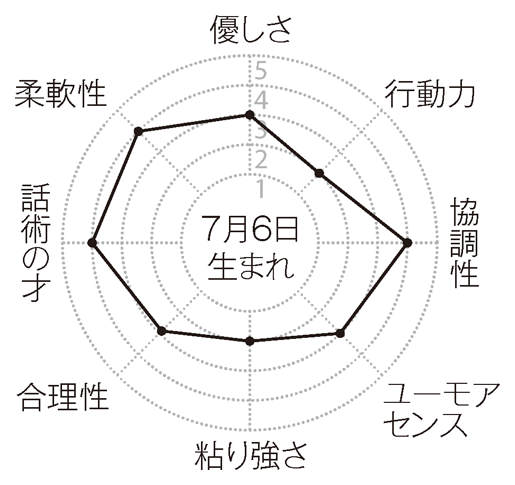 優しさ
行動力
協調性
ユーモア
センス
粘り強さ
合理性
話術の才
柔軟性
5
4
3
2
1
7月6日
生まれ